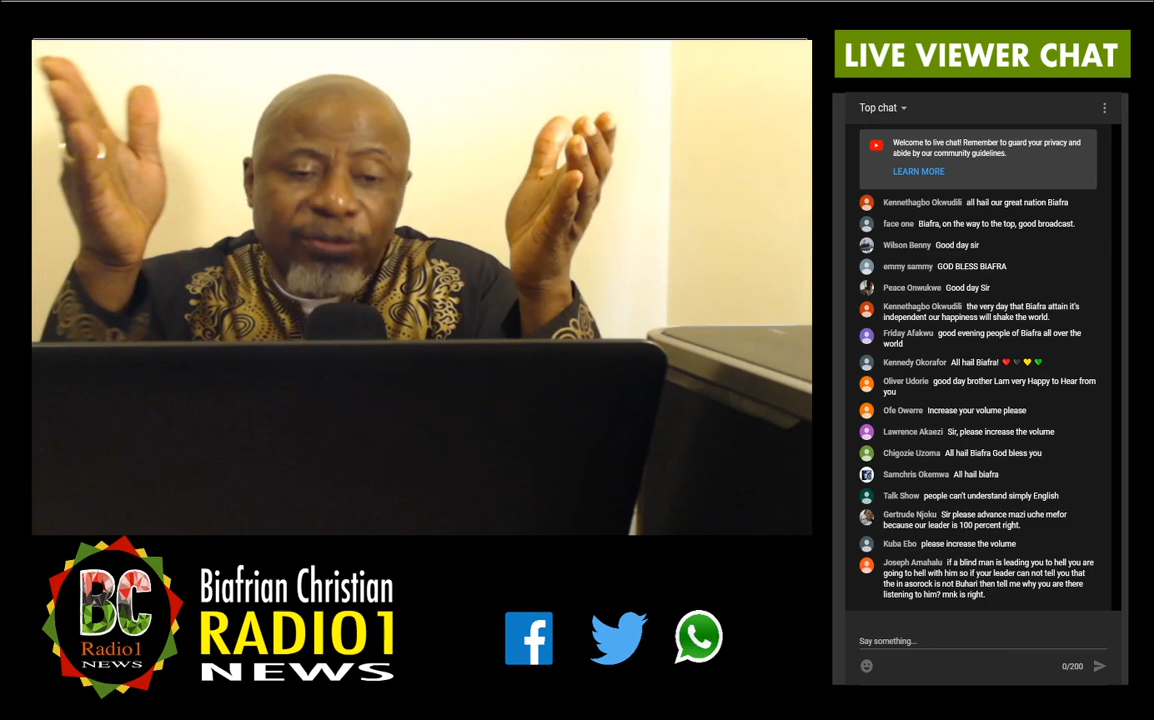 LIVE VIEWER CHAT
Top chat
Welcome to live chat! Remember to guard your privacy and
abide by our community guidelines.
LEARN MORE
Kennethagbo Okwudili all hail our great nation Biafra
face one Biafra, on the way to the top, good broadcast.
Wilson Benny Good day sir
emmy sammy GOD BLESS BIAFRA
Peace Onwukwe Good day Sir
Kennethagbo Okwudili the very day that Biafra attain it's
independent our happiness will shake the world.
Friday Afakwu good evening people of Biafra all over the
world
Kennedy Okorafor All hail Biafra! ❤️🖤💛💚
Oliver Udorie good day brother Lam very Happy to Hear from
you
Ofe Owerre Increase your volume please
Lawrence Akaezi Sir, please increase the volume
Chigozie Uzoma All hail Biafra God bless you
Samchris Okemwa All hail biafra
Talk Show people can't understand simply English
Gertrude Njoku Sir please advance mazi uche mefor
because our leader is 100 percent right.
Kuba Ebo please increase the volume
Joseph Amahalu if a blind man is leading you to hell you are
going to hell with him so if your leader can not tell you that
the in asorock is not Buhari then tell me why you are there
listening to him? mnk is right.
Say something...
0/200
BC
Radio1
NEWS
Biafrian Christian
RADIO1
NEWS